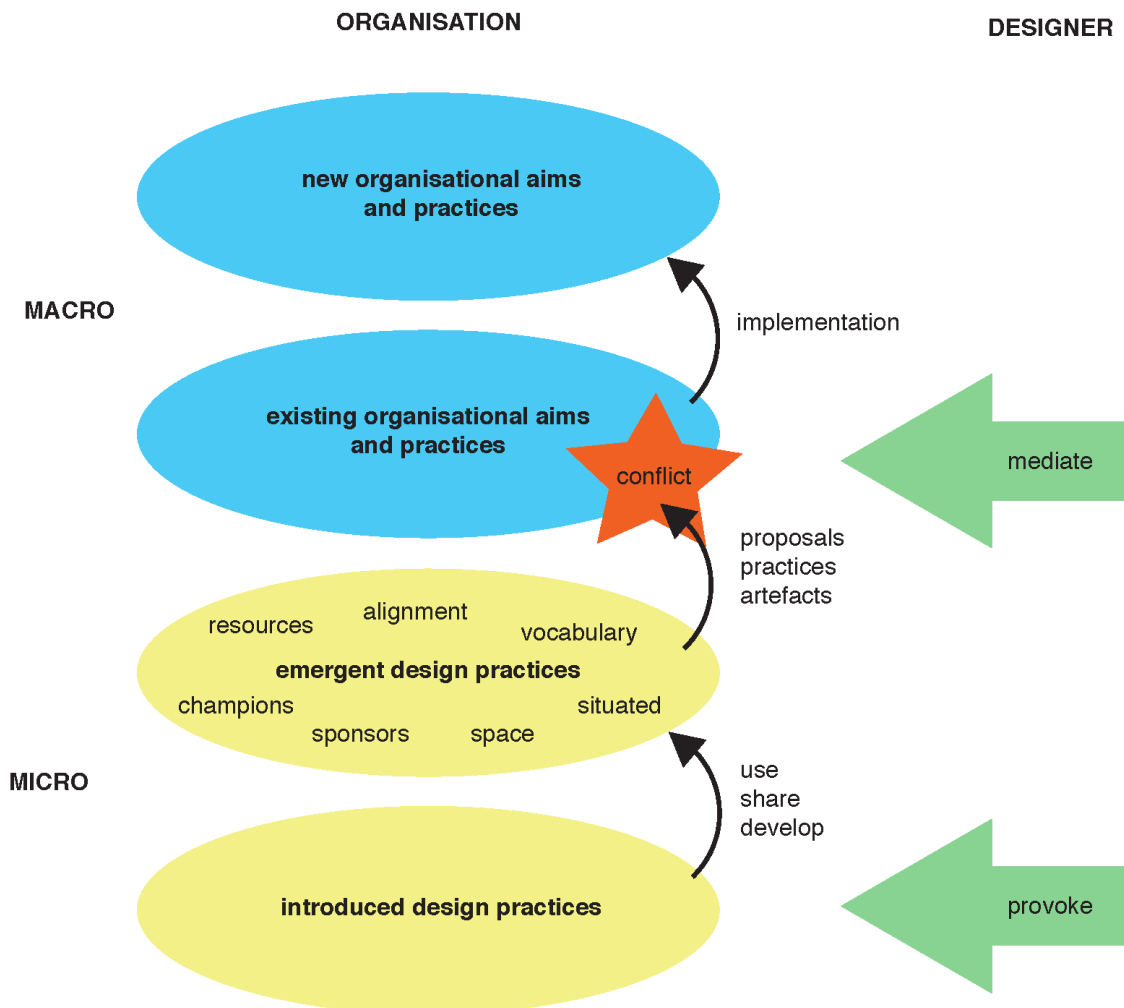 ORGANISATION
DESIGNER
new organisational aims
and practices
MACRO
implementation
existing organisational aims
and practices
conflict
mediate
proposals
practices
artefacts
resources
alignment
vocabulary
emergent design practices
champions
situated
sponsors
space
MICRO
use
share
develop
introduced design practices
provoke